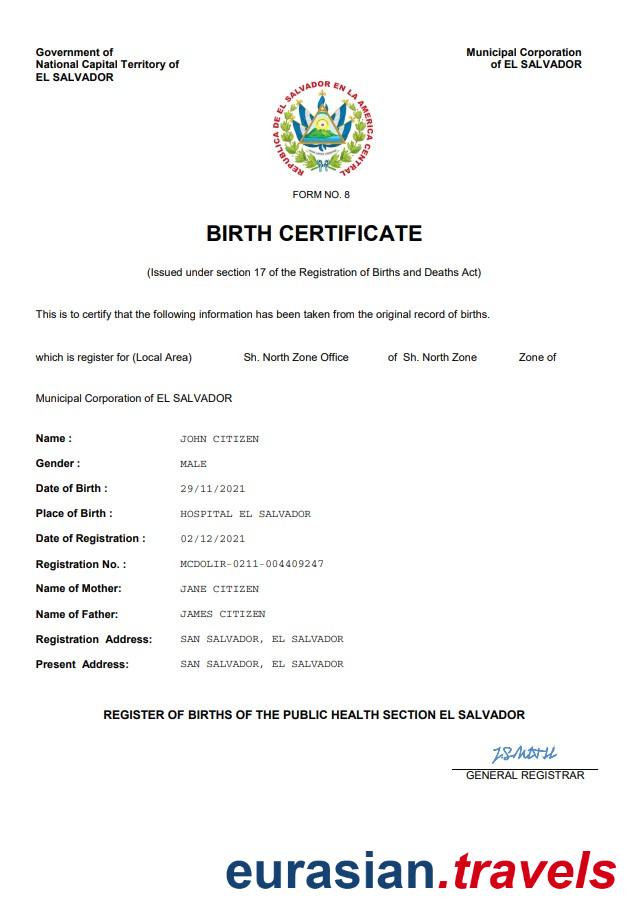 Government of
National Capital Territory of
EL SALVADOR
Municipal Corporation
of EL SALVADOR
REPUBLICA DE EL SALVADOR EN LA AMERICA CENTRAL
FORM NO. 8
BIRTH CERTIFICATE
(Issued under section 17 of the Registration of Births and Deaths Act)
This is to certify that the following information has been taken from the original record of births.
which is register for (Local Area) Sh. North Zone Office of Sh. North Zone Zone of
Municipal Corporation of EL SALVADOR
Name : JOHN CITIZEN
Gender : MALE
Date of Birth : 29/11/2021
Place of Birth : HOSPITAL EL SALVADOR
Date of Registration : 02/12/2021
Registration No. : MCDOLIR-0211-004409247
Name of Mother: JANE CITIZEN
Name of Father: JAMES CITIZEN
Registration Address: SAN SALVADOR, EL SALVADOR
Present Address: SAN SALVADOR, EL SALVADOR
REGISTER OF BIRTHS OF THE PUBLIC HEALTH SECTION EL SALVADOR
GENERAL REGISTRAR
eurasian.travels